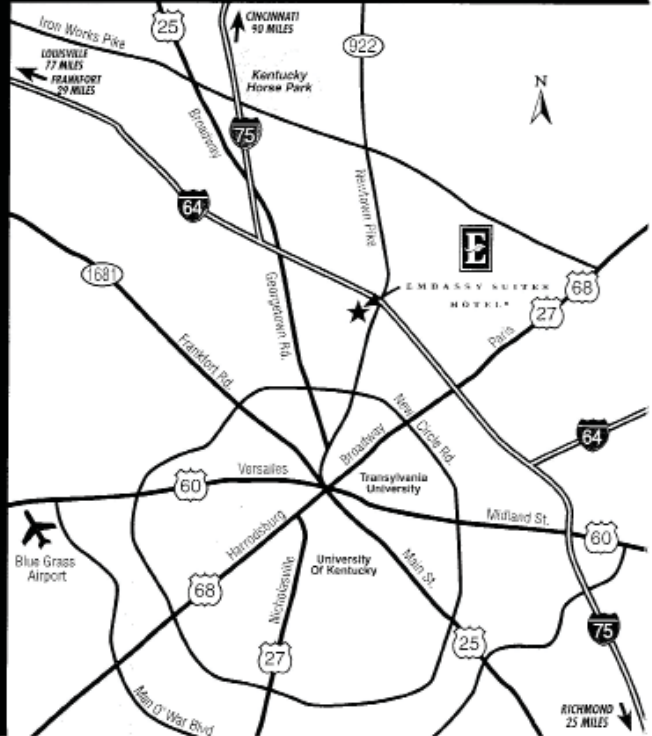 25
CINCINNATI
90 MILES
Iron Works Pike
922
LOUISVILLE
77 MILES
FRANKFORT
29 MILES
Kentucky
Horse Park
N
Broadway
75
64
Newtown Pike
E
1681
EMBASSY SUITES
HOTEL®
68
27
Georgetown Rd.
Paris
Frankfort Rd.
New Circle Rd.
Broadway
64
Versailes
60
Transylvania
University
Midland St.
60
Harrodsburg
Blue Grass
Airport
University
Of Kentucky
Main St.
Nicholasville
68
75
25
27
Man O' War Blvd
RICHMOND
25 MILES